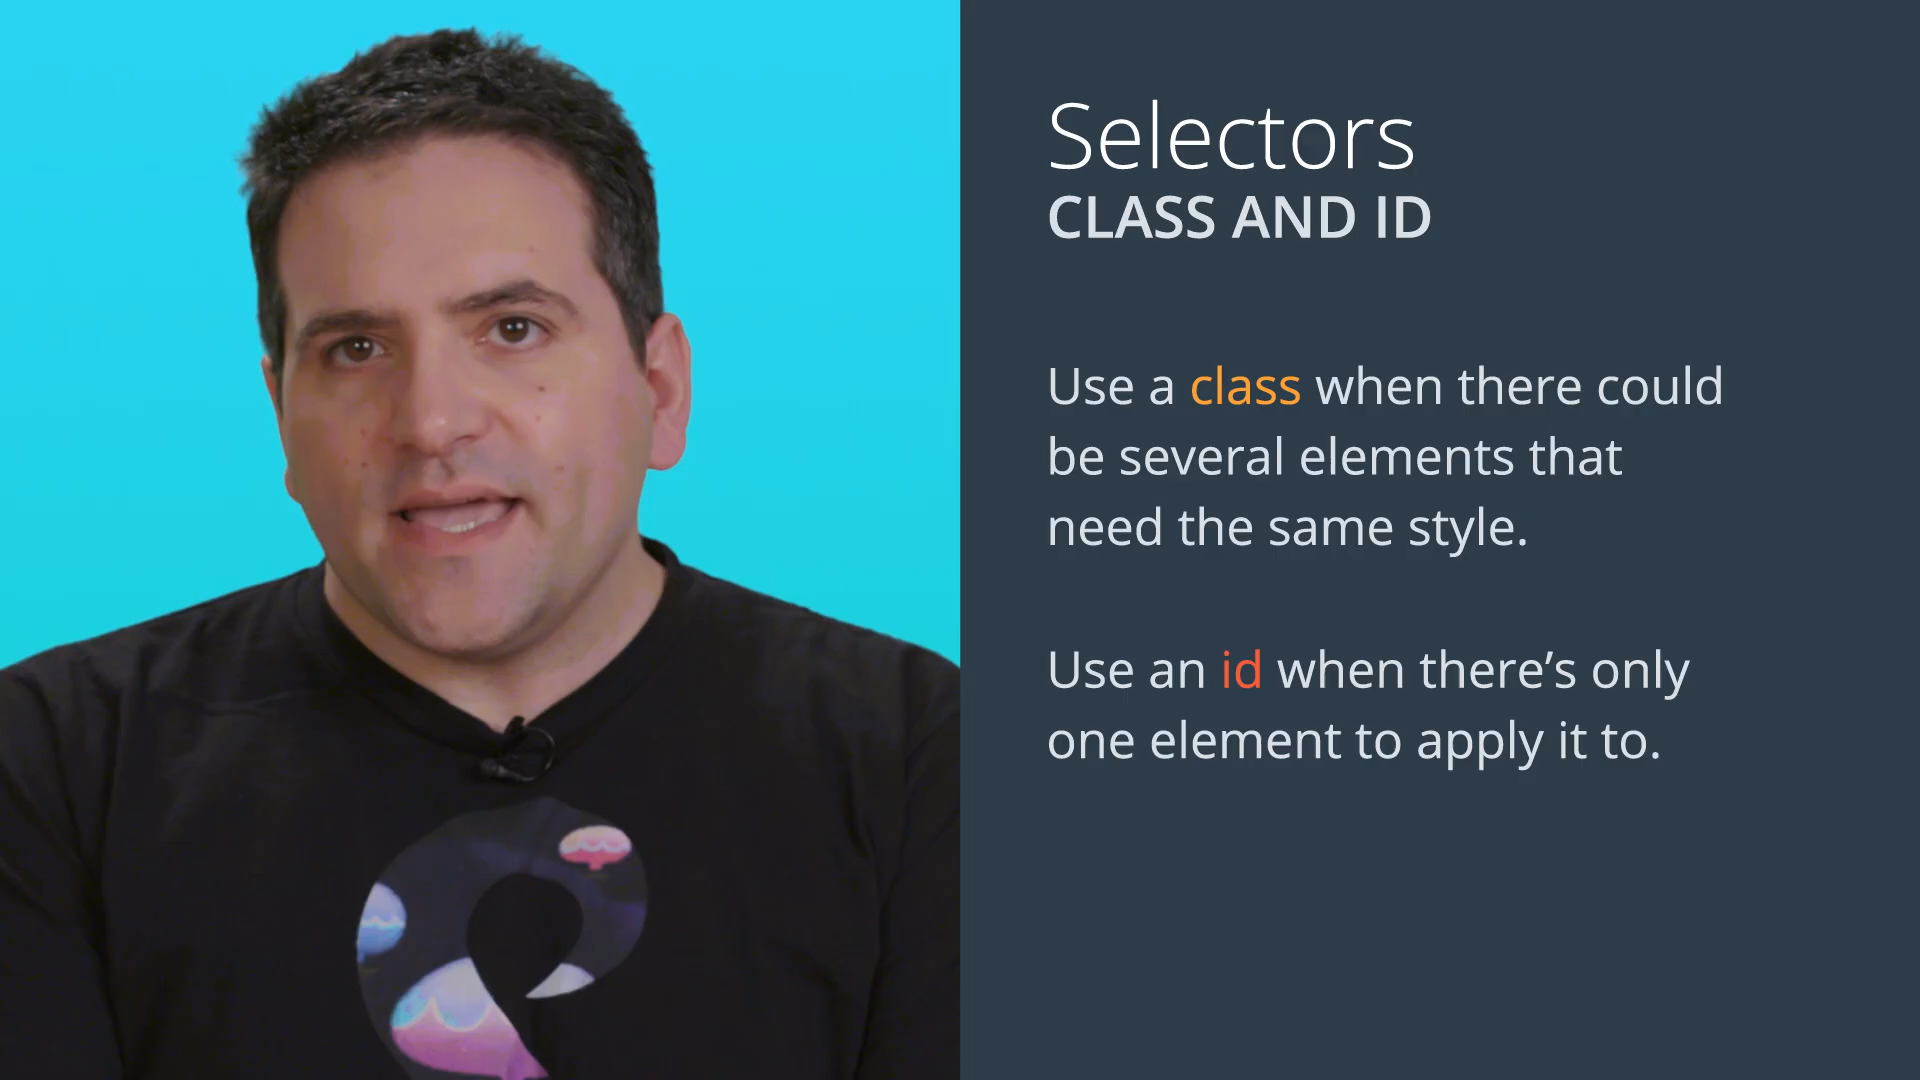 Selectors
CLASS AND ID
Use a class when there could
be several elements that
need the same style.
Use an id when there’s only
one element to apply it to.